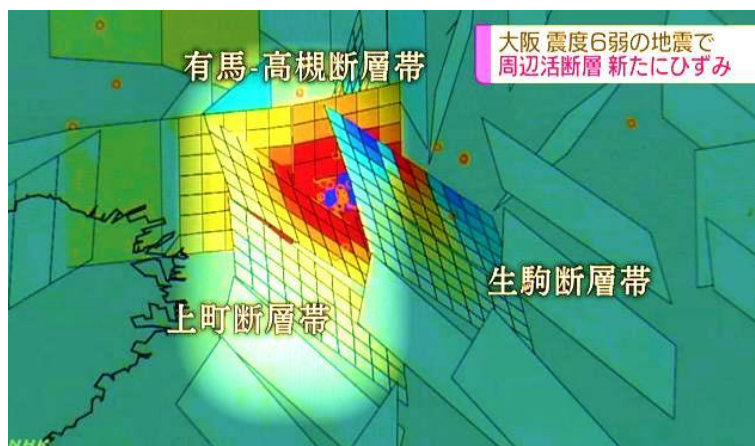 大阪 震度6弱の地震で
周辺活断層 新たにひずみ
有馬-高槻断層帯
生駒断層帯
上町断層帯
NHK